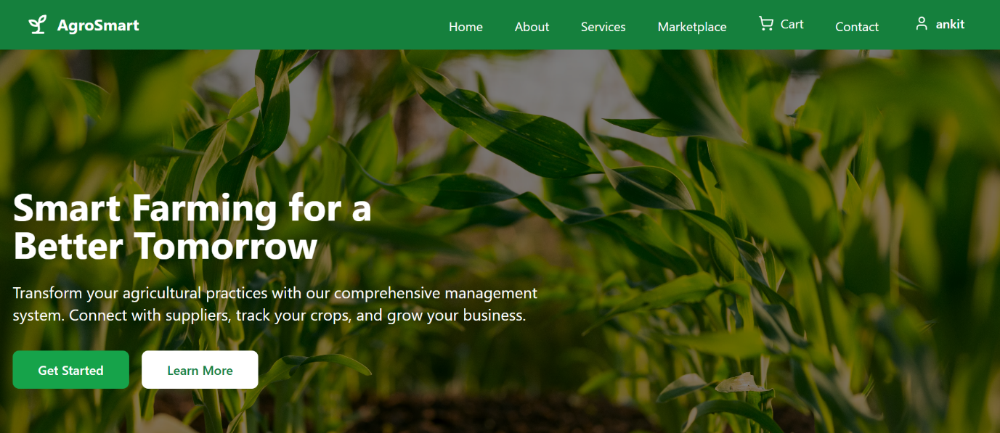 AgroSmart Home About Services Marketplace Cart Contact ankit
Smart Farming for a
Better Tomorrow
Transform your agricultural practices with our comprehensive management
system. Connect with suppliers, track your crops, and grow your business.
Get Started Learn More